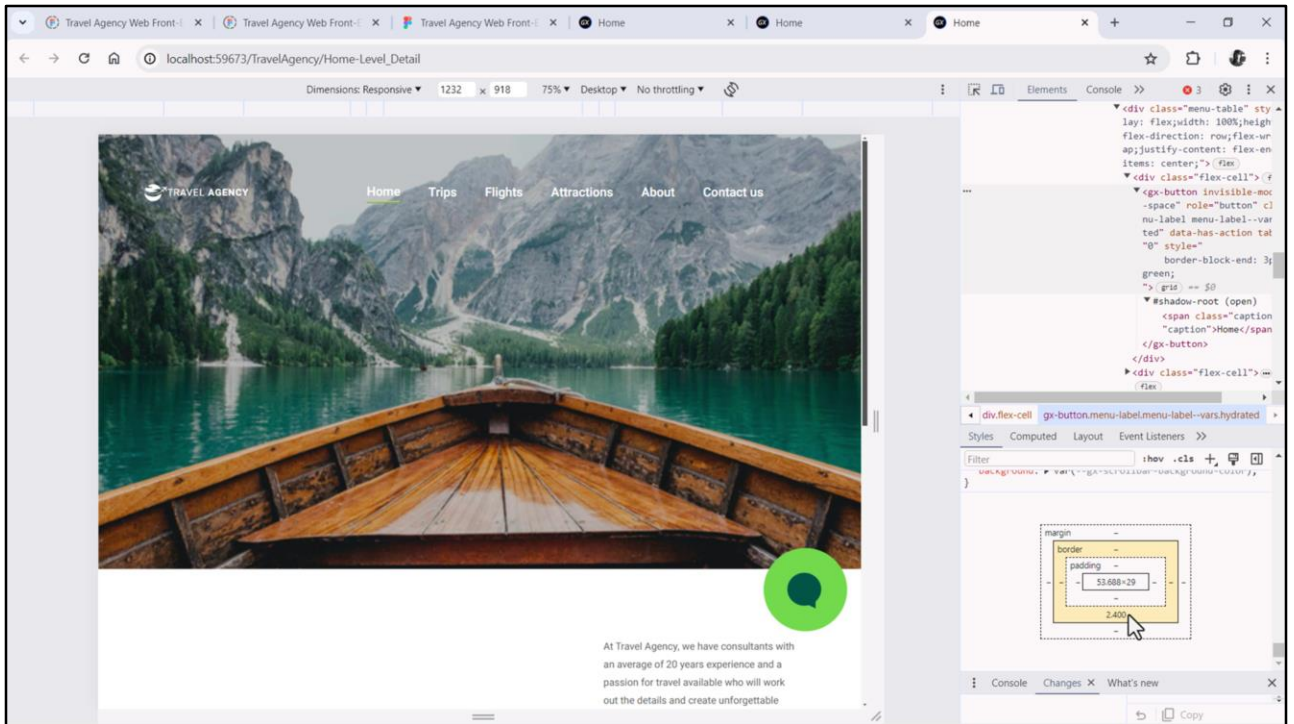 Travel Agency Web Front-
Travel Agency Web Front-E
Travel Agency Web Front-E
Home
Home
Home
localhost:59673/TravelAgency/Home-Level_Detail
Dimensions: Responsive ▼ 1232 x 918 75% ▼ Desktop ▼ No throttling ▼
Elements Console >> 3
TRAVEL AGENCY
Home Trips Flights Attractions About Contact us
At Travel Agency, we have consultants with
an average of 20 years experience and a
passion for travel available who will work
out the details and create unforgettable
▼<div class="menu-table" sty
lay: flex;width: 100%;heigh
flex-direction: row;flex-wr
ap;justify-content: flex-en
items: center;"> flex
▼<div class="flex-cell">
▼<gx-button invisible-mod
-space" role="button" cl
nu-label menu-label--var
ted" data-has-action tab
"0" style="
border-block-end: 3p
green;
"> grid == $0
▼#shadow-root (open)
<span class="caption
"caption">Home</span
</gx-button>
</div>
▶<div class="flex-cell">
flex
div.flex-cell gx-button.menu-label.menu-label--vars.hydrated
Styles Computed Layout Event Listeners >>
Filter :hov .cls +
background: ▶ var(--gx-scrollbar--background-color);
}
margin –
border –
padding –
– – – 53.688×29 – – –
–
2.400
–
Console Changes × What's new
Copy